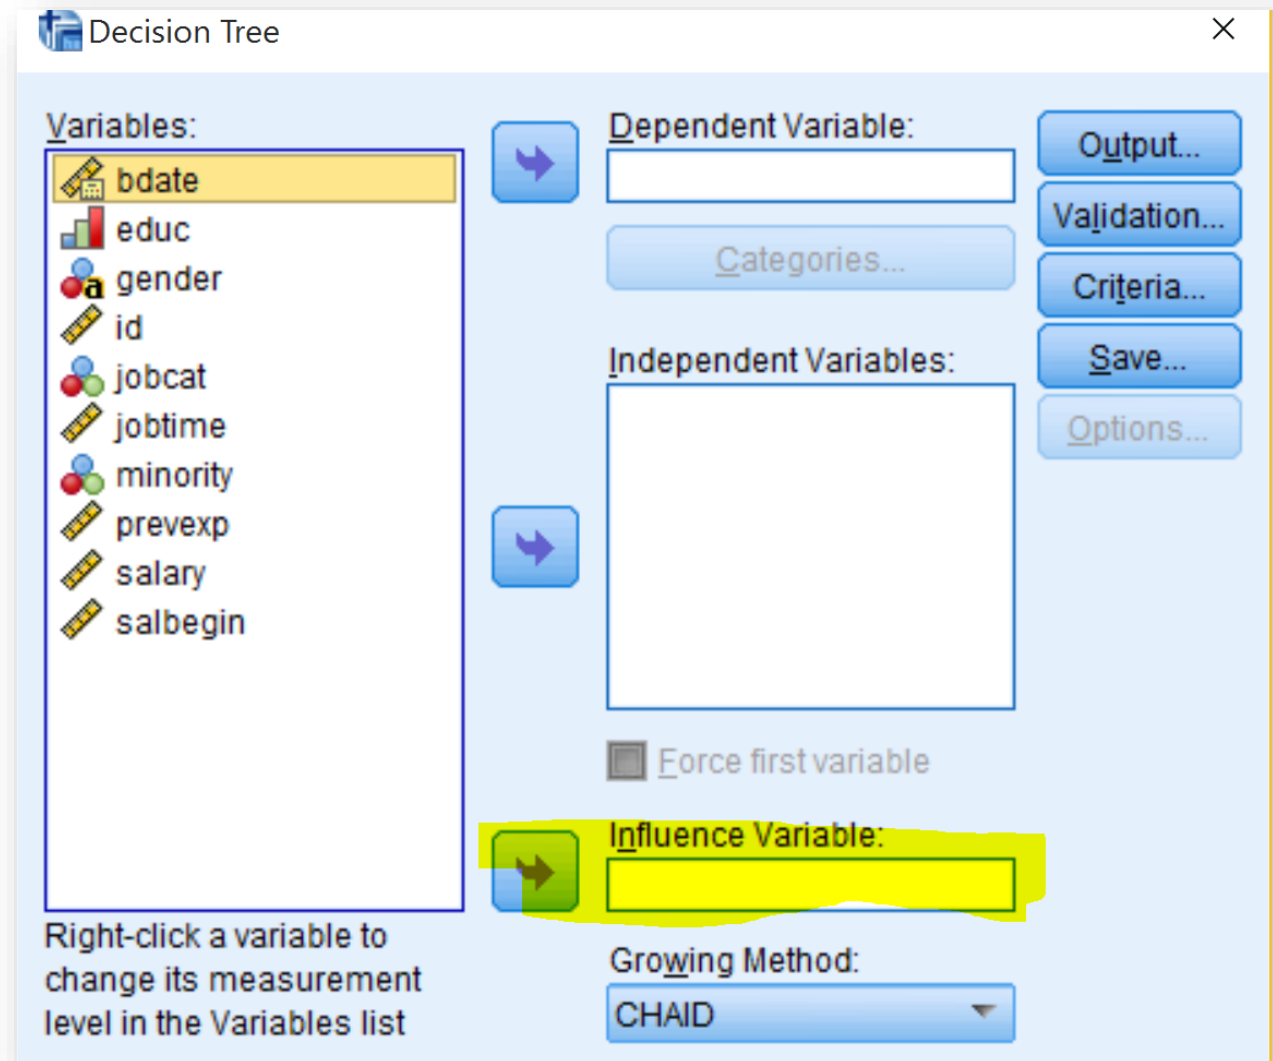 Decision Tree
Variables:
bdate
educ
gender
id
jobcat
jobtime
minority
prevexp
salary
salbegin
Right-click a variable to
change its measurement
level in the Variables list
Dependent Variable:
Categories...
Independent Variables:
Force first variable
Influence Variable:
Growing Method:
CHAID
Output...
Validation...
Criteria...
Save...
Options...